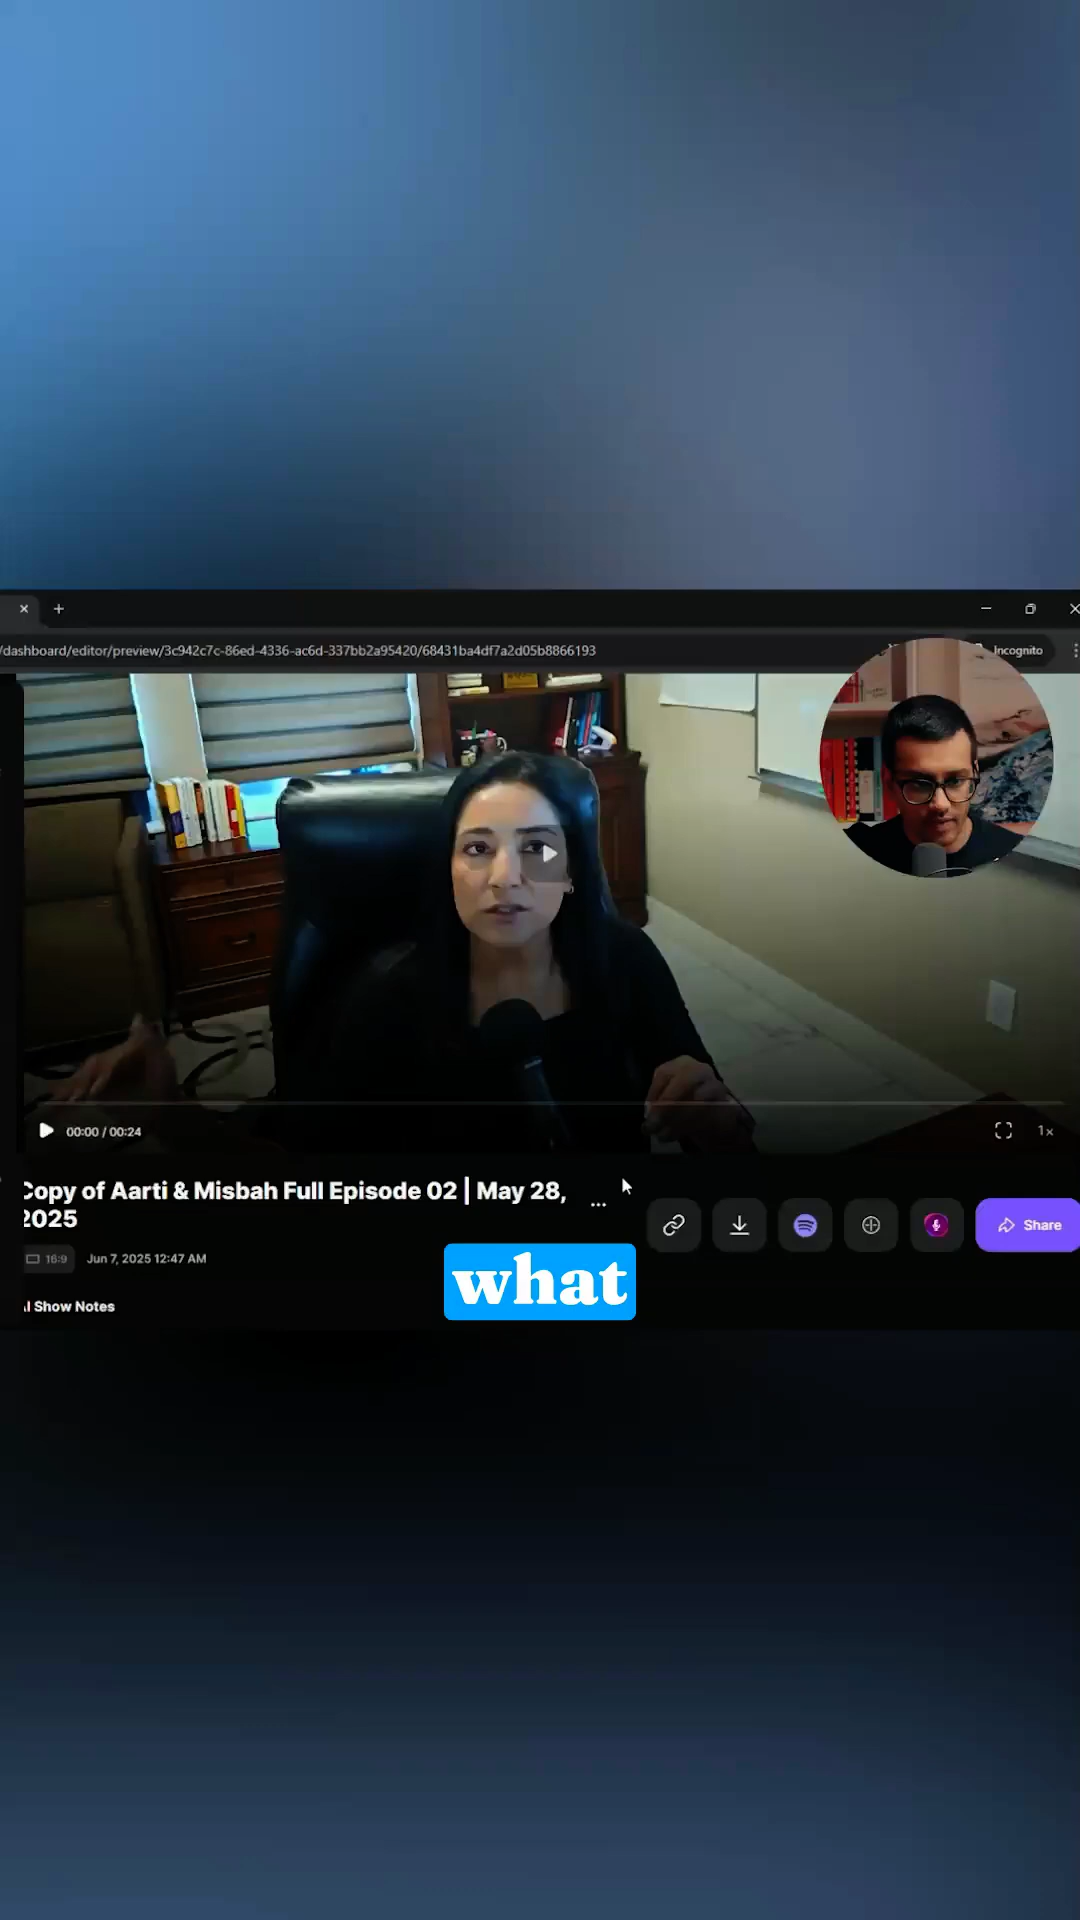 /dashboard/editor/preview/3c942c7c-86ed-4336-ac6d-337bb2a95420/68431ba4df7a2d05b8866193
Incognito
00:00 / 00:24
1x
Copy of Aarti & Misbah Full Episode 02 | May 28,
2025
Share
16:9
Jun 7, 2025 12:47 AM
what
AI Show Notes